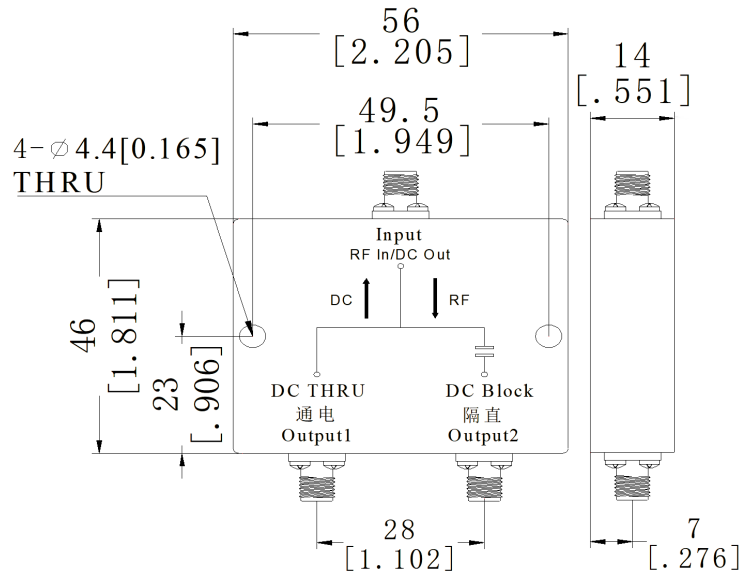 56
[2.205]
14
[.551]
49.5
[1.949]
4-∅4.4[0.165]
THRU
Input
RF In/DC Out
DC
RF
46
[1.811]
23
[.906]
DC THRU
通电
Output1
DC Block
隔直
Output2
28
[1.102]
7
[.276]